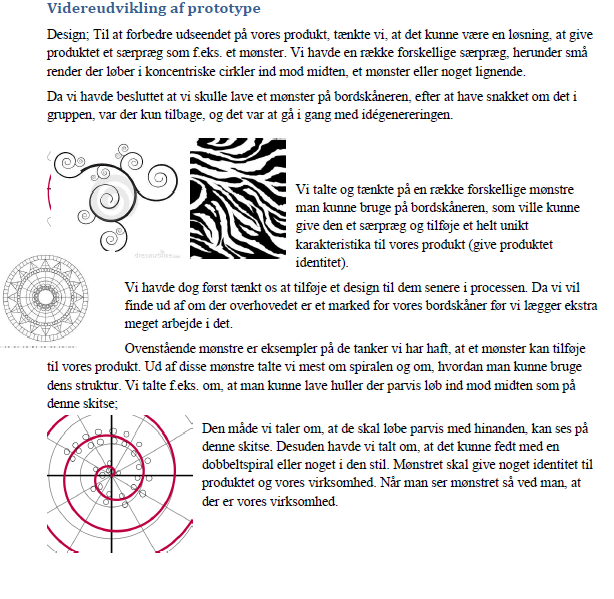 Videreudvikling af prototype
Design; Til at forbedre udseendet på vores produkt, tænkte vi, at det kunne være en løsning, at give
produktet et særpræg som f.eks. et mønster. Vi havde en række forskellige særpræg, herunder små
render der løber i koncentriske cirkler ind mod midten, et mønster eller noget lignende.
Da vi havde besluttet at vi skulle lave et mønster på bordskåneren, efter at have snakket om det i
gruppen, var der kun tilbage, og det var at gå i gang med idégenereringen.
Vi talte og tænkte på en række forskellige mønstre
man kunne bruge på bordskåneren, som ville kunne
give den et særpræg og tilføje et helt unikt
karakteristika til vores produkt (give produktet
identitet).
Vi havde dog først tænkt os at tilføje et design til dem senere i processen. Da vi vil
finde ud af om der overhovedet er et marked for vores bordskåner før vi lægger ekstra
meget arbejde i det.
Ovenstående mønstre er eksempler på de tanker vi har haft, at et mønster kan tilføje
til vores produkt. Ud af disse mønstre talte vi mest om spiralen og om, hvordan man kunne bruge
dens struktur. Vi talte f.eks. om, at man kunne lave huller der parvis løb ind mod midten som på
denne skitse;
Den måde vi taler om, at de skal løbe parvis med hinanden, kan ses på
denne skitse. Desuden havde vi talt om, at det kunne fedt med en
dobbeltspiral eller noget i den stil. Mønstret skal give noget identitet til
produktet og vores virksomhed. Når man ser mønstret så ved man, at
der er vores virksomhed.